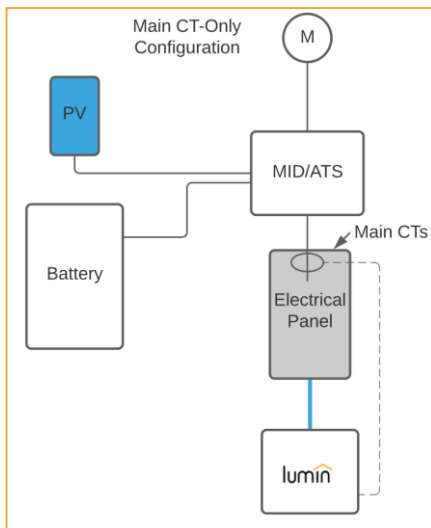 Main CT-Only
Configuration
M
PV
MID/ATS
Main CTs
Battery
Electrical
Panel
lumin